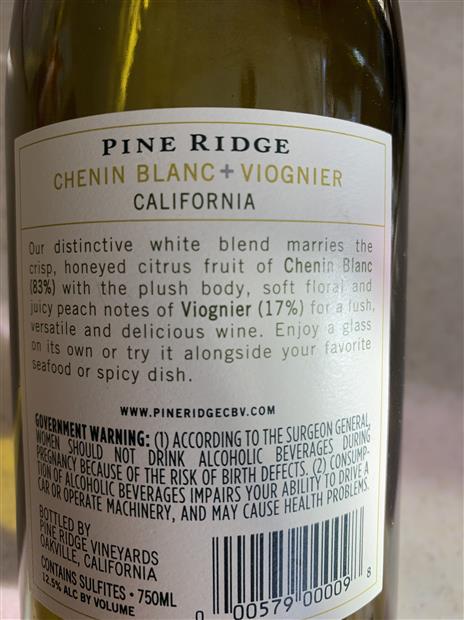 PINE RIDGE
CHENIN BLANC + VIOGNIER
CALIFORNIA
Our distinctive white blend marries the
crisp, honeyed citrus fruit of Chenin Blanc
(83%) with the plush body, soft floral and
juicy peach notes of Viognier (17%) for a lush,
versatile and delicious wine. Enjoy a glass
on its own or try it alongside your favorite
seafood or spicy dish.
WWW.PINERIDGECBV.COM
GOVERNMENT WARNING: (1) ACCORDING TO THE SURGEON GENERAL,
WOMEN SHOULD NOT DRINK ALCOHOLIC BEVERAGES DURING
PREGNANCY BECAUSE OF THE RISK OF BIRTH DEFECTS. (2) CONSUMP-
TION OF ALCOHOLIC BEVERAGES IMPAIRS YOUR ABILITY TO DRIVE A
CAR OR OPERATE MACHINERY, AND MAY CAUSE HEALTH PROBLEMS.
BOTTLED BY
PINE RIDGE VINEYARDS
OAKVILLE, CALIFORNIA
CONTAINS SULFITES • 750ML
12.5% ALC BY VOLUME
0 00579 00009 8